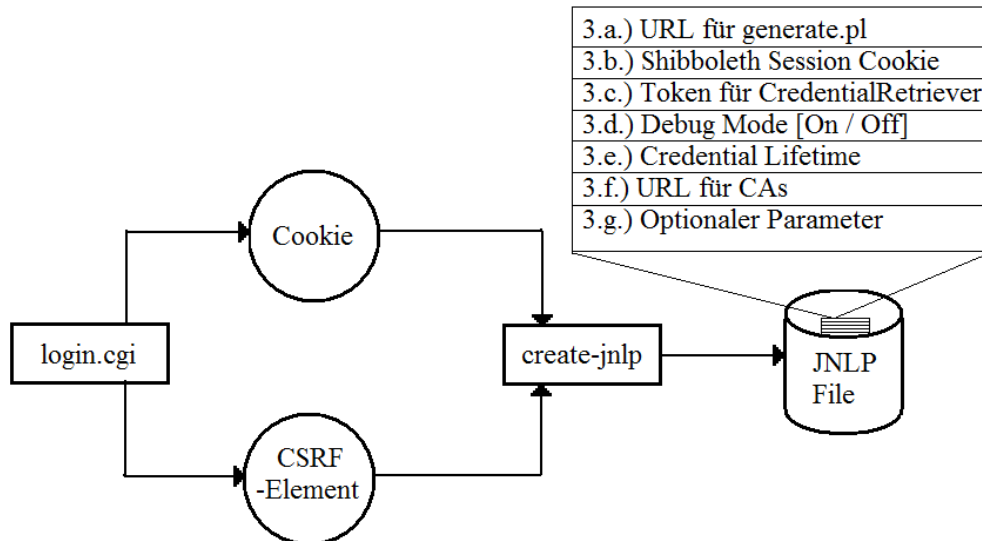 3.a.) URL für generate.pl
3.b.) Shibboleth Session Cookie
3.c.) Token für CredentialRetriever
3.d.) Debug Mode [On / Off]
3.e.) Credential Lifetime
3.f.) URL für CAs
3.g.) Optionaler Parameter
Cookie
login.cgi
create-jnlp
JNLP
File
CSRF
-Element